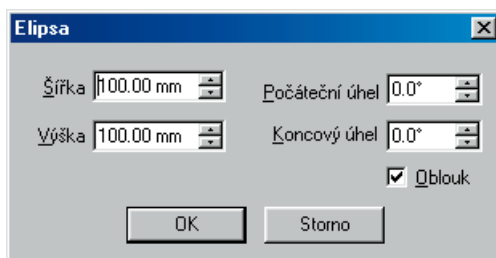 Elipsa
Šířka 100.00 mm Počáteční úhel 0.0°
Výška 100.00 mm Koncový úhel 0.0°
Oblouk
OK Storno